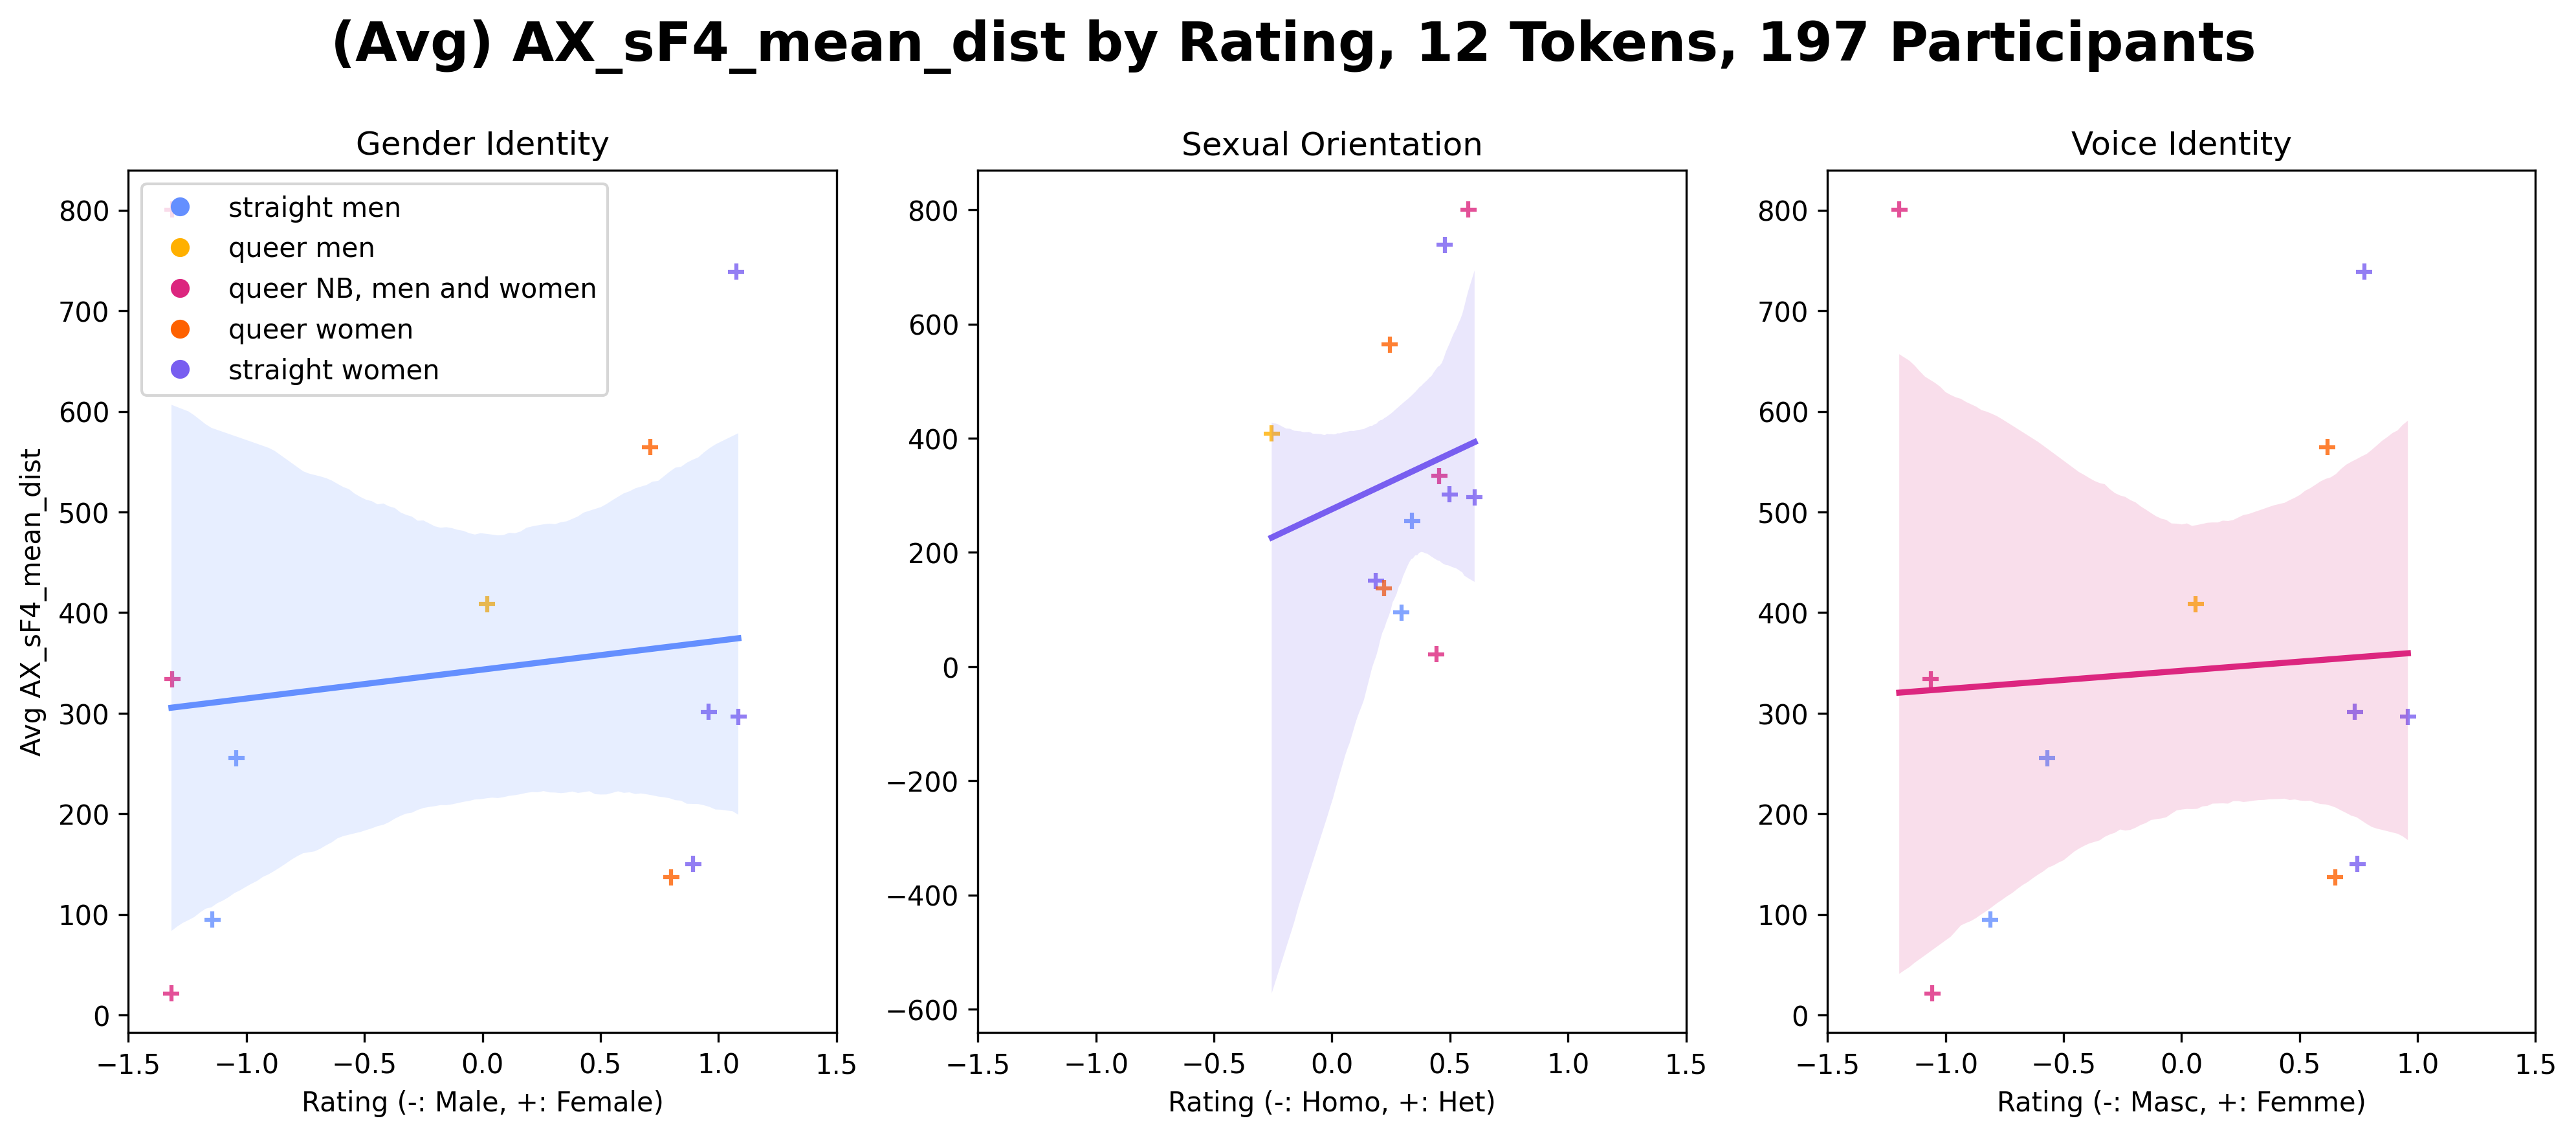 (Avg) AX_sF4_mean_dist by Rating, 12 Tokens, 197 Participants
Gender Identity
Sexual Orientation
Voice Identity
straight men
queer men
queer NB, men and women
queer women
straight women
Avg AX_sF4_mean_dist
800
700
600
500
400
300
200
100
0
−1.5 −1.0 −0.5 0.0 0.5 1.0 1.5
Rating (-: Male, +: Female)
800
600
400
200
0
−200
−400
−600
−1.5 −1.0 −0.5 0.0 0.5 1.0 1.5
Rating (-: Homo, +: Het)
800
700
600
500
400
300
200
100
0
−1.5 −1.0 −0.5 0.0 0.5 1.0 1.5
Rating (-: Masc, +: Femme)